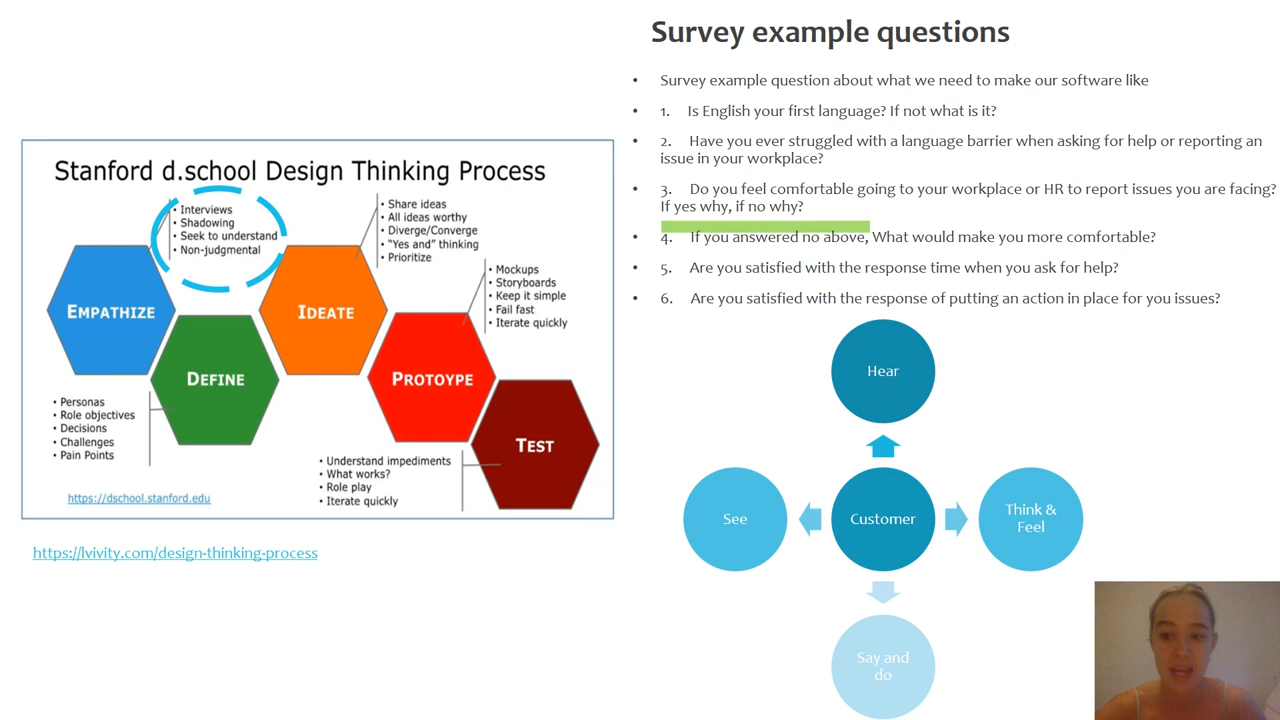 Survey example questions
• Survey example question about what we need to make our software like
• 1. Is English your first language? If not what is it?
• 2. Have you ever struggled with a language barrier when asking for help or reporting an
issue in your workplace?
• 3. Do you feel comfortable going to your workplace or HR to report issues you are facing?
If yes why, if no why?
• 4. If you answered no above, What would make you more comfortable?
• 5. Are you satisfied with the response time when you ask for help?
• 6. Are you satisfied with the response of putting an action in place for you issues?
Stanford d.school Design Thinking Process
• Interviews
• Shadowing
• Seek to understand
• Non-judgmental
• Share ideas
• All ideas worthy
• Diverge/Converge
• “Yes and” thinking
• Prioritize
• Mockups
• Storyboards
• Keep it simple
• Fail fast
• Iterate quickly
EMPATHIZE
IDEATE
DEFINE
PROTOYPE
TEST
• Personas
• Role objectives
• Decisions
• Challenges
• Pain Points
• Understand impediments
• What works?
• Role play
• Iterate quickly
https://dschool.stanford.edu
https://lvivity.com/design-thinking-process
Hear
See
Customer
Think &
Feel
Say and
do